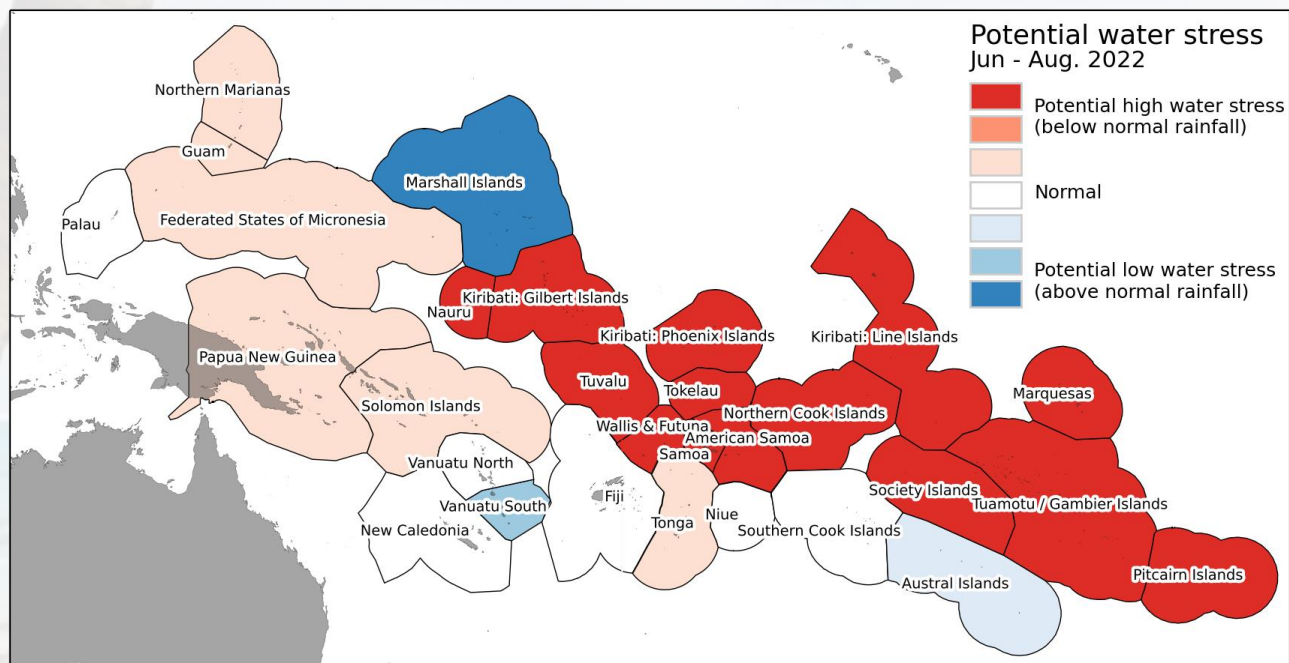 Potential water stress
Jun - Aug. 2022
Potential high water stress
(below normal rainfall)
Normal
Potential low water stress
(above normal rainfall)
Northern Marianas
Guam
Marshall Islands
Federated States of Micronesia
Palau
Kiribati: Gilbert Islands
Nauru
Kiribati: Phoenix Islands
Kiribati: Line Islands
Papua New Guinea
Tuvalu
Tokelau
Marquesas
Solomon Islands
Northern Cook Islands
Wallis & Futuna
American Samoa
Samoa
Vanuatu North
Society Islands
Fiji
Tuamotu / Gambier Islands
Vanuatu South
Niue
Tonga
New Caledonia
Southern Cook Islands
Pitcairn Islands
Austral Islands